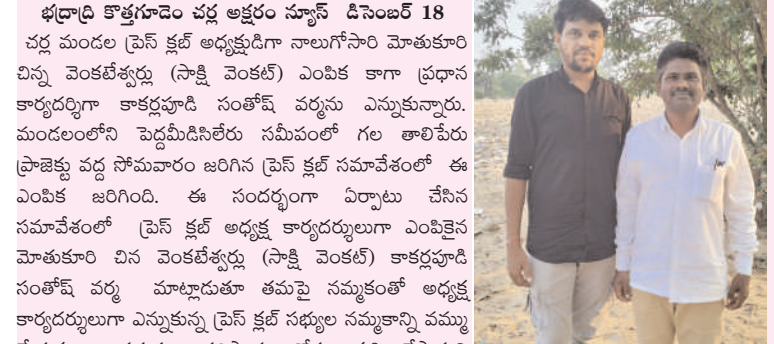 భద్రాద్రి కొత్తగూడెం చర్ల అక్షరం న్యూస్ డిసెంబర్ 18
చర్ల మండల ప్రెస్ క్లబ్ అధ్యక్షుడిగా నాలుగోసారి మోతుకూరి
చిన్న వెంకటేశ్వర్లు (సాక్షి వెంకట్) ఎంపిక కాగా ప్రధాన
కార్యదర్శిగా కాకర్లపూడి సంతోష్ వర్మను ఎన్నుకున్నారు.
మండలంలోని పెద్దమీడిసిలేరు సమీపంలో గల తాలిపేరు
ప్రాజెక్టు వద్ద సోమవారం జరిగిన ప్రెస్ క్లబ్ సమావేశంలో ఈ
ఎంపిక జరిగింది. ఈ సందర్భంగా ఏర్పాటు చేసిన
సమావేశంలో ప్రెస్ క్లబ్ అధ్యక్ష కార్యదర్శులుగా ఎంపికైన
మోతుకూరి చిన వెంకటేశ్వర్లు (సాక్షి వెంకట్) కాకర్లపూడి
సంతోష్ వర్మ మాట్లాడుతూ తమపై నమ్మకంతో అధ్యక్ష
కార్యదర్శులుగా ఎన్నుకున్న ప్రెస్ క్లబ్ సభ్యుల నమ్మకాన్ని వమ్ము